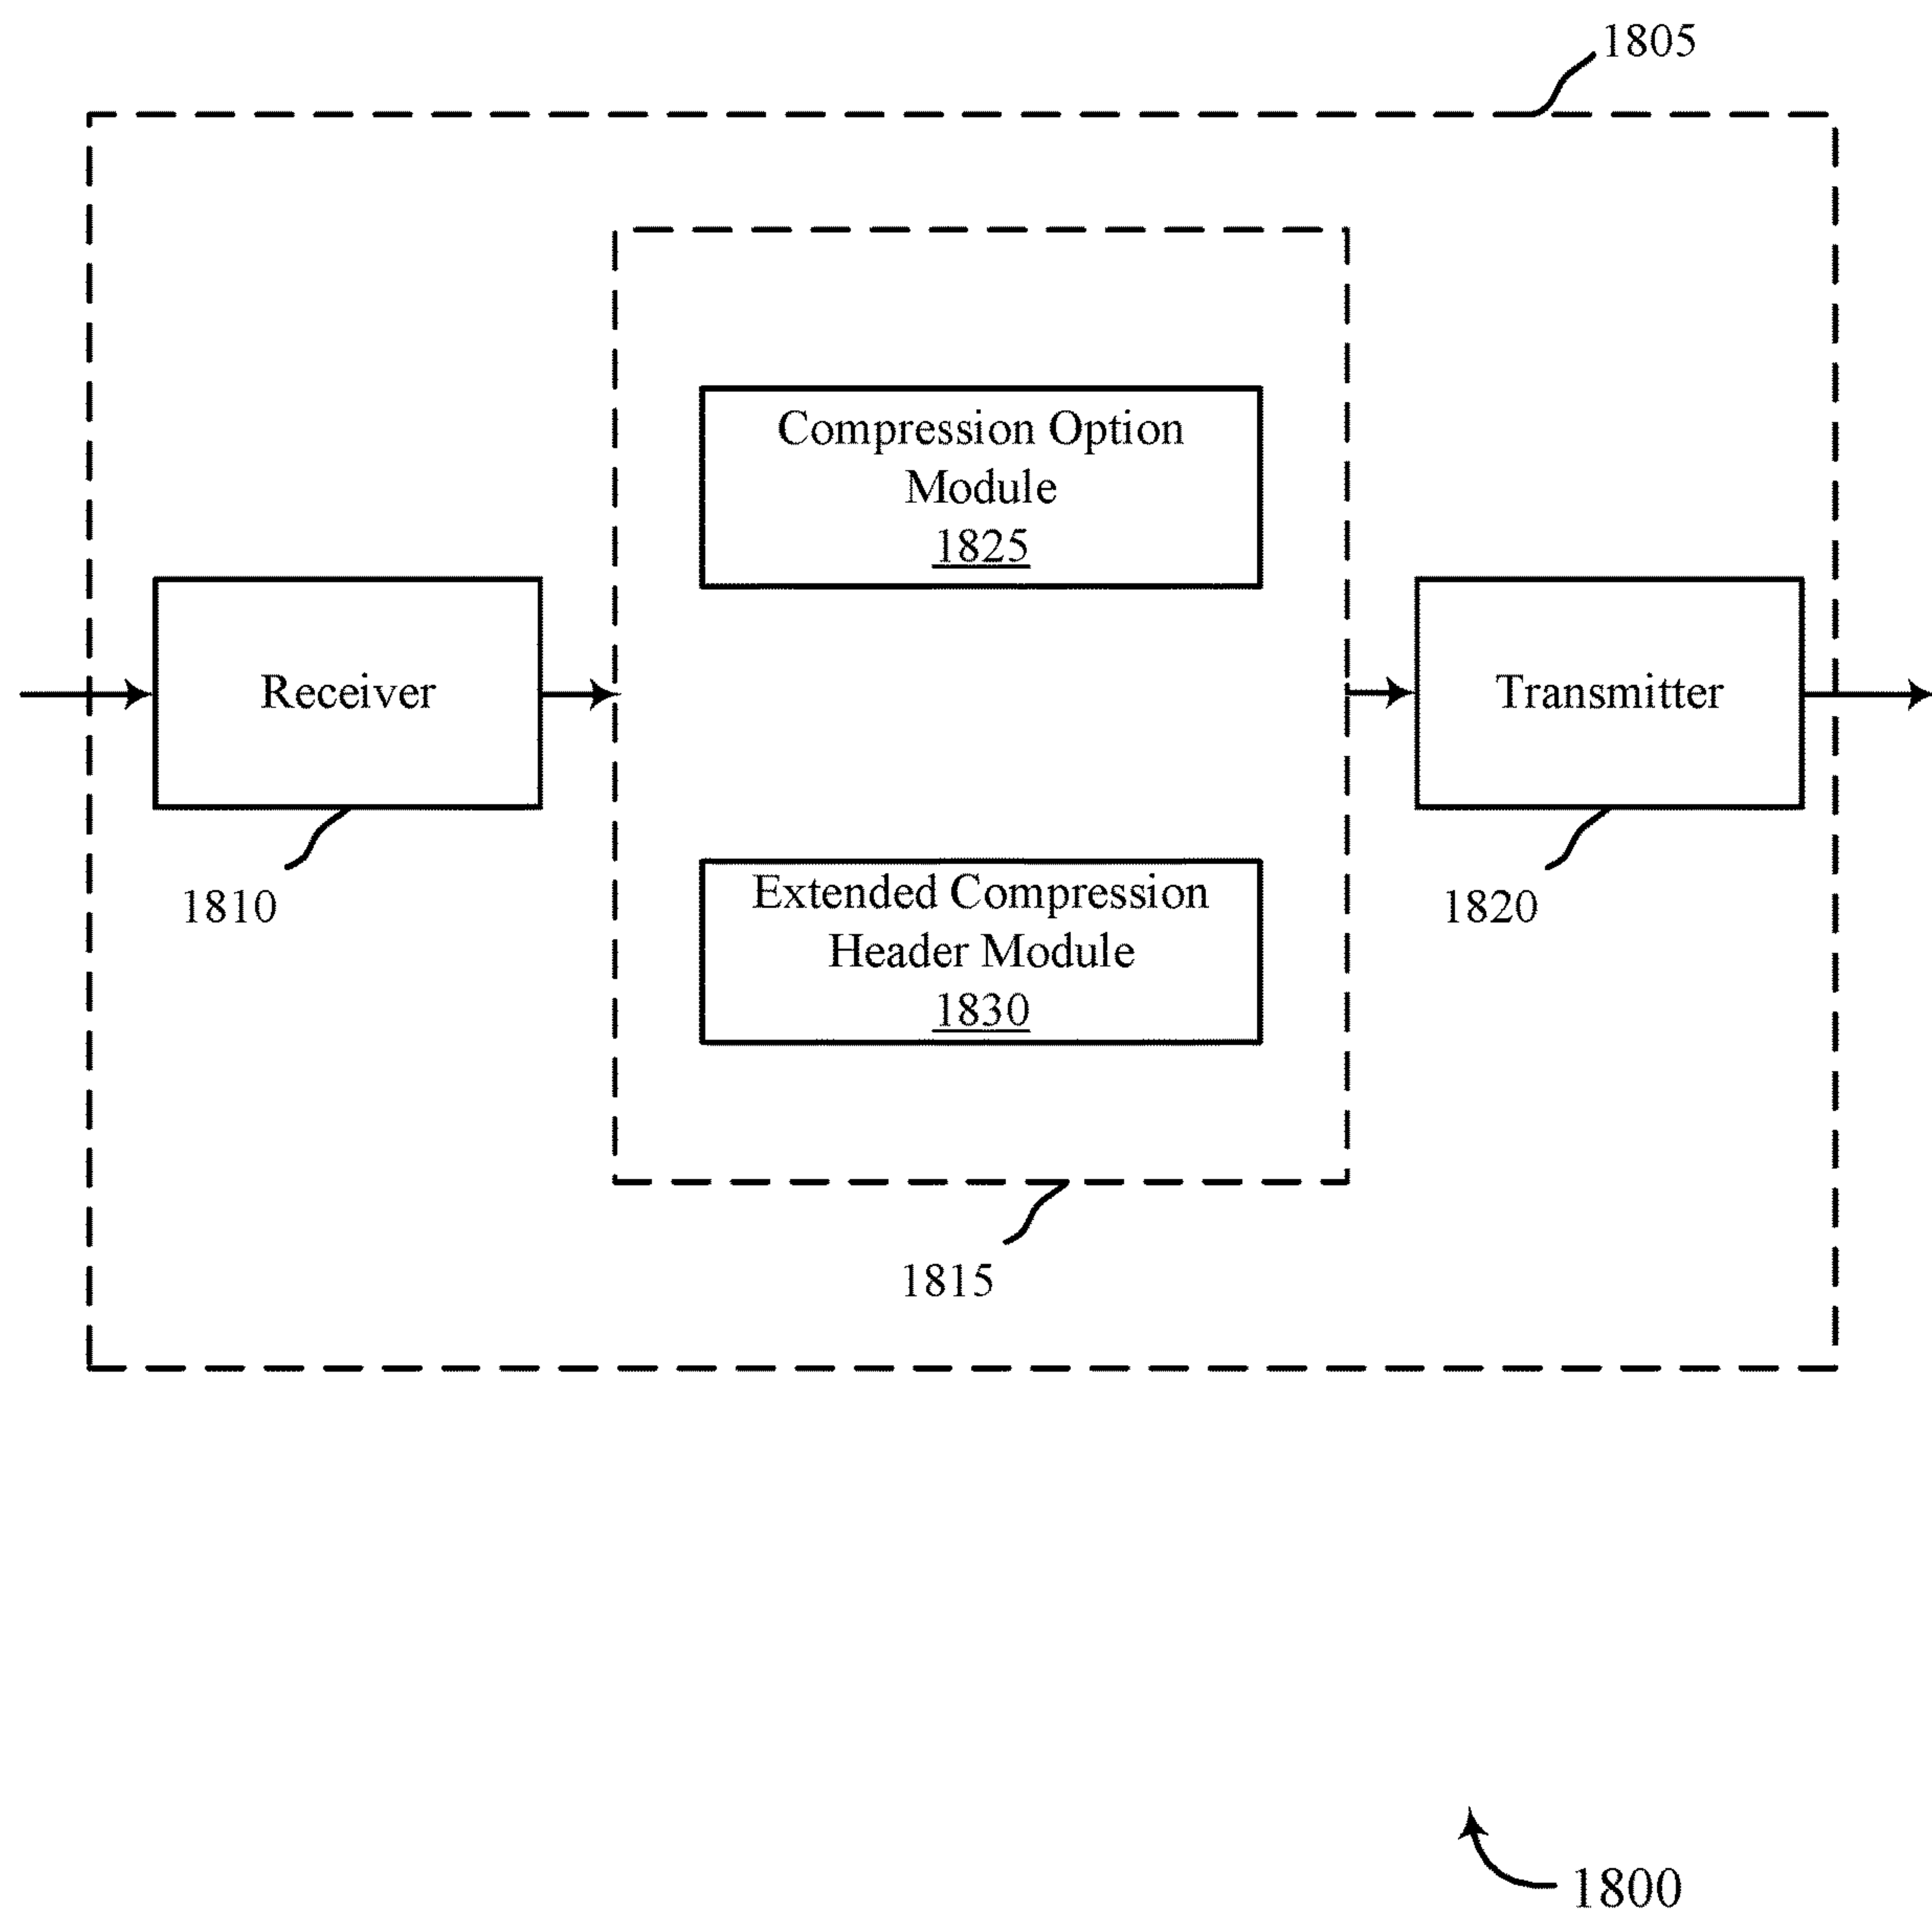 1805
Compression Option
Module
1825
Receiver
Transmitter
1810
Extended Compression
Header Module
1830
1820
1815
1800